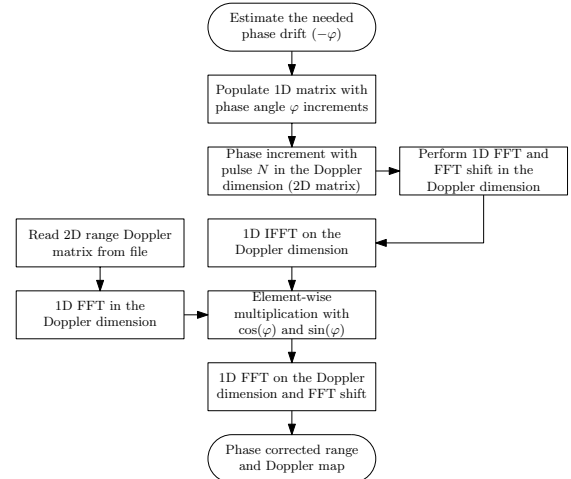 Estimate the needed
phase drift (−φ)
Populate 1D matrix with
phase angle φ increments
Phase increment with
pulse N in the Doppler
dimension (2D matrix)
Perform 1D FFT and
FFT shift in the
Doppler dimension
Read 2D range Doppler
matrix from file
1D IFFT on the
Doppler dimension
1D FFT in the
Doppler dimension
Element-wise
multiplication with
cos(φ) and sin(φ)
1D FFT on the Doppler
dimension and FFT shift
Phase corrected range
and Doppler map